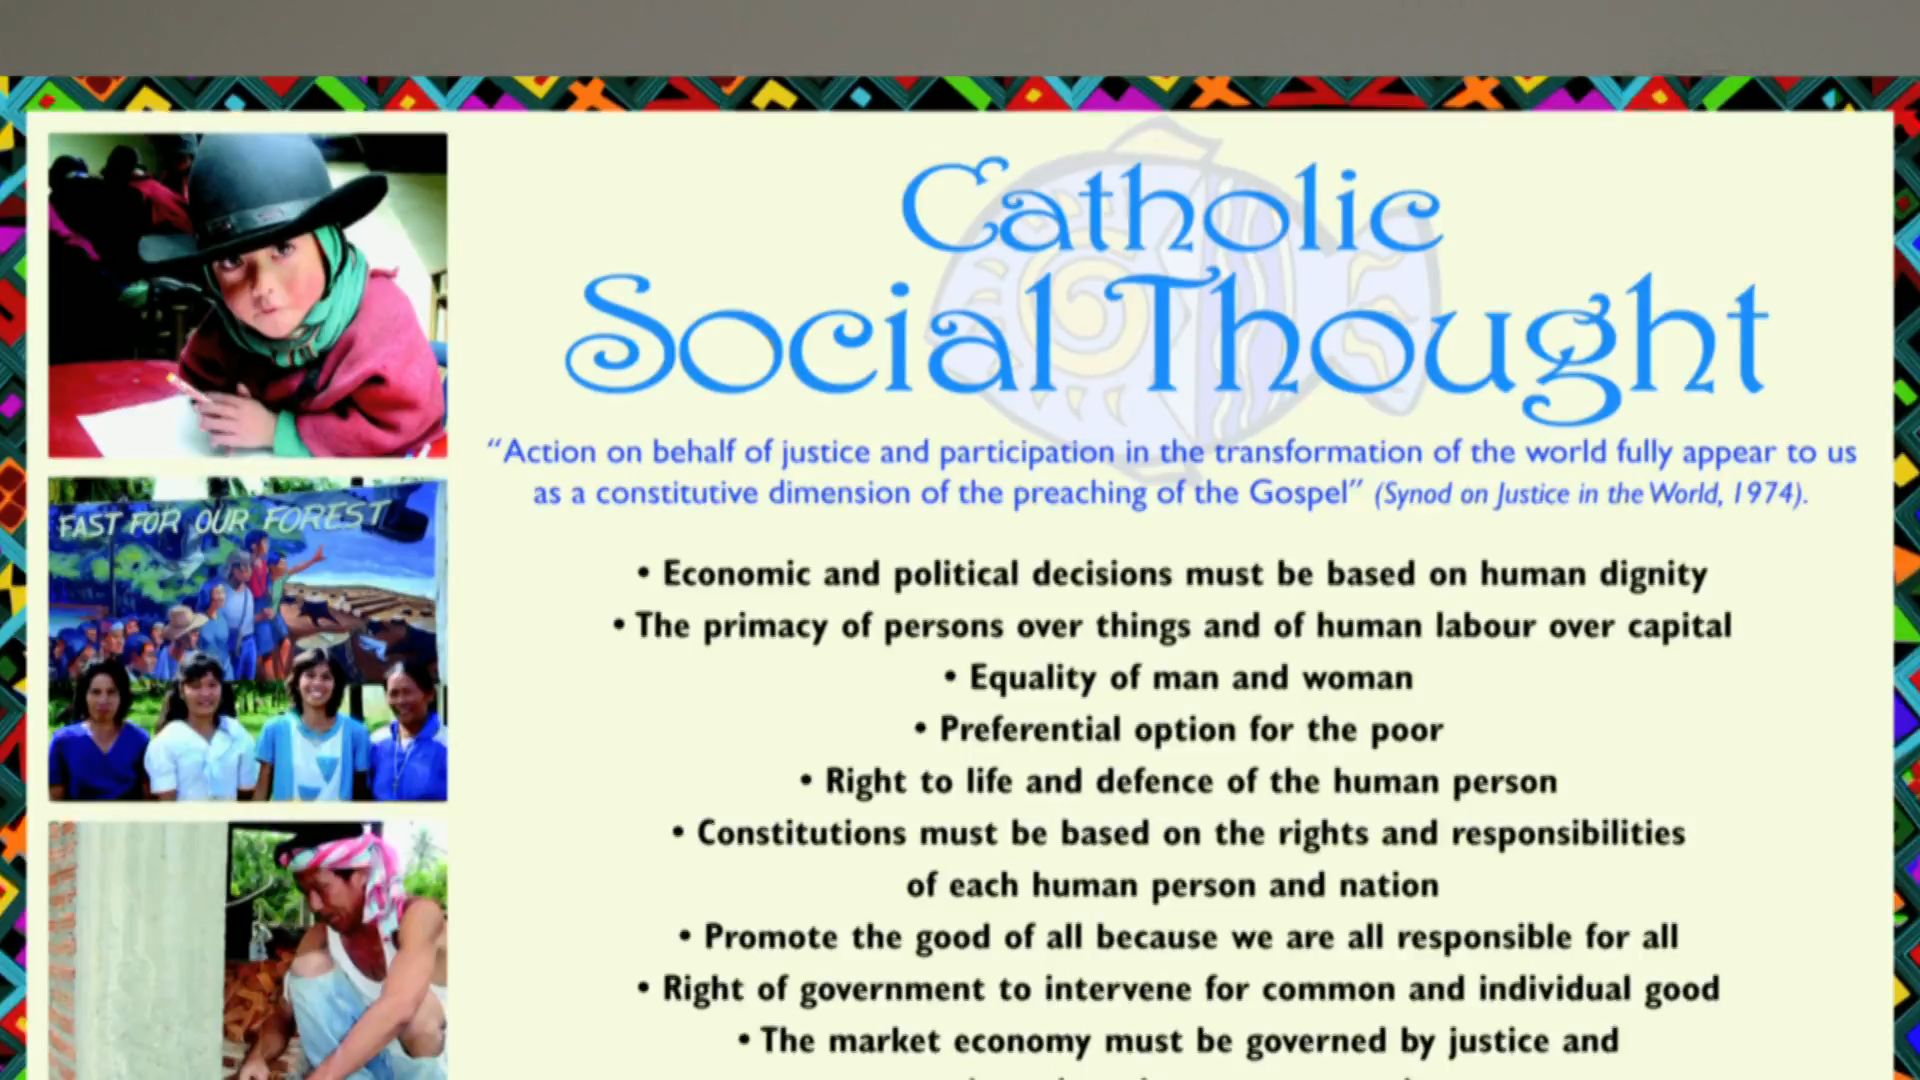 Catholic
Social Thought
"Action on behalf of justice and participation in the transformation of the world fully appear to us
as a constitutive dimension of the preaching of the Gospel" (Synod on Justice in the World, 1974).
FAST FOR OUR FOREST
• Economic and political decisions must be based on human dignity
• The primacy of persons over things and of human labour over capital
• Equality of man and woman
• Preferential option for the poor
• Right to life and defence of the human person
• Constitutions must be based on the rights and responsibilities
of each human person and nation
• Promote the good of all because we are all responsible for all
• Right of government to intervene for common and individual good
• The market economy must be governed by justice and